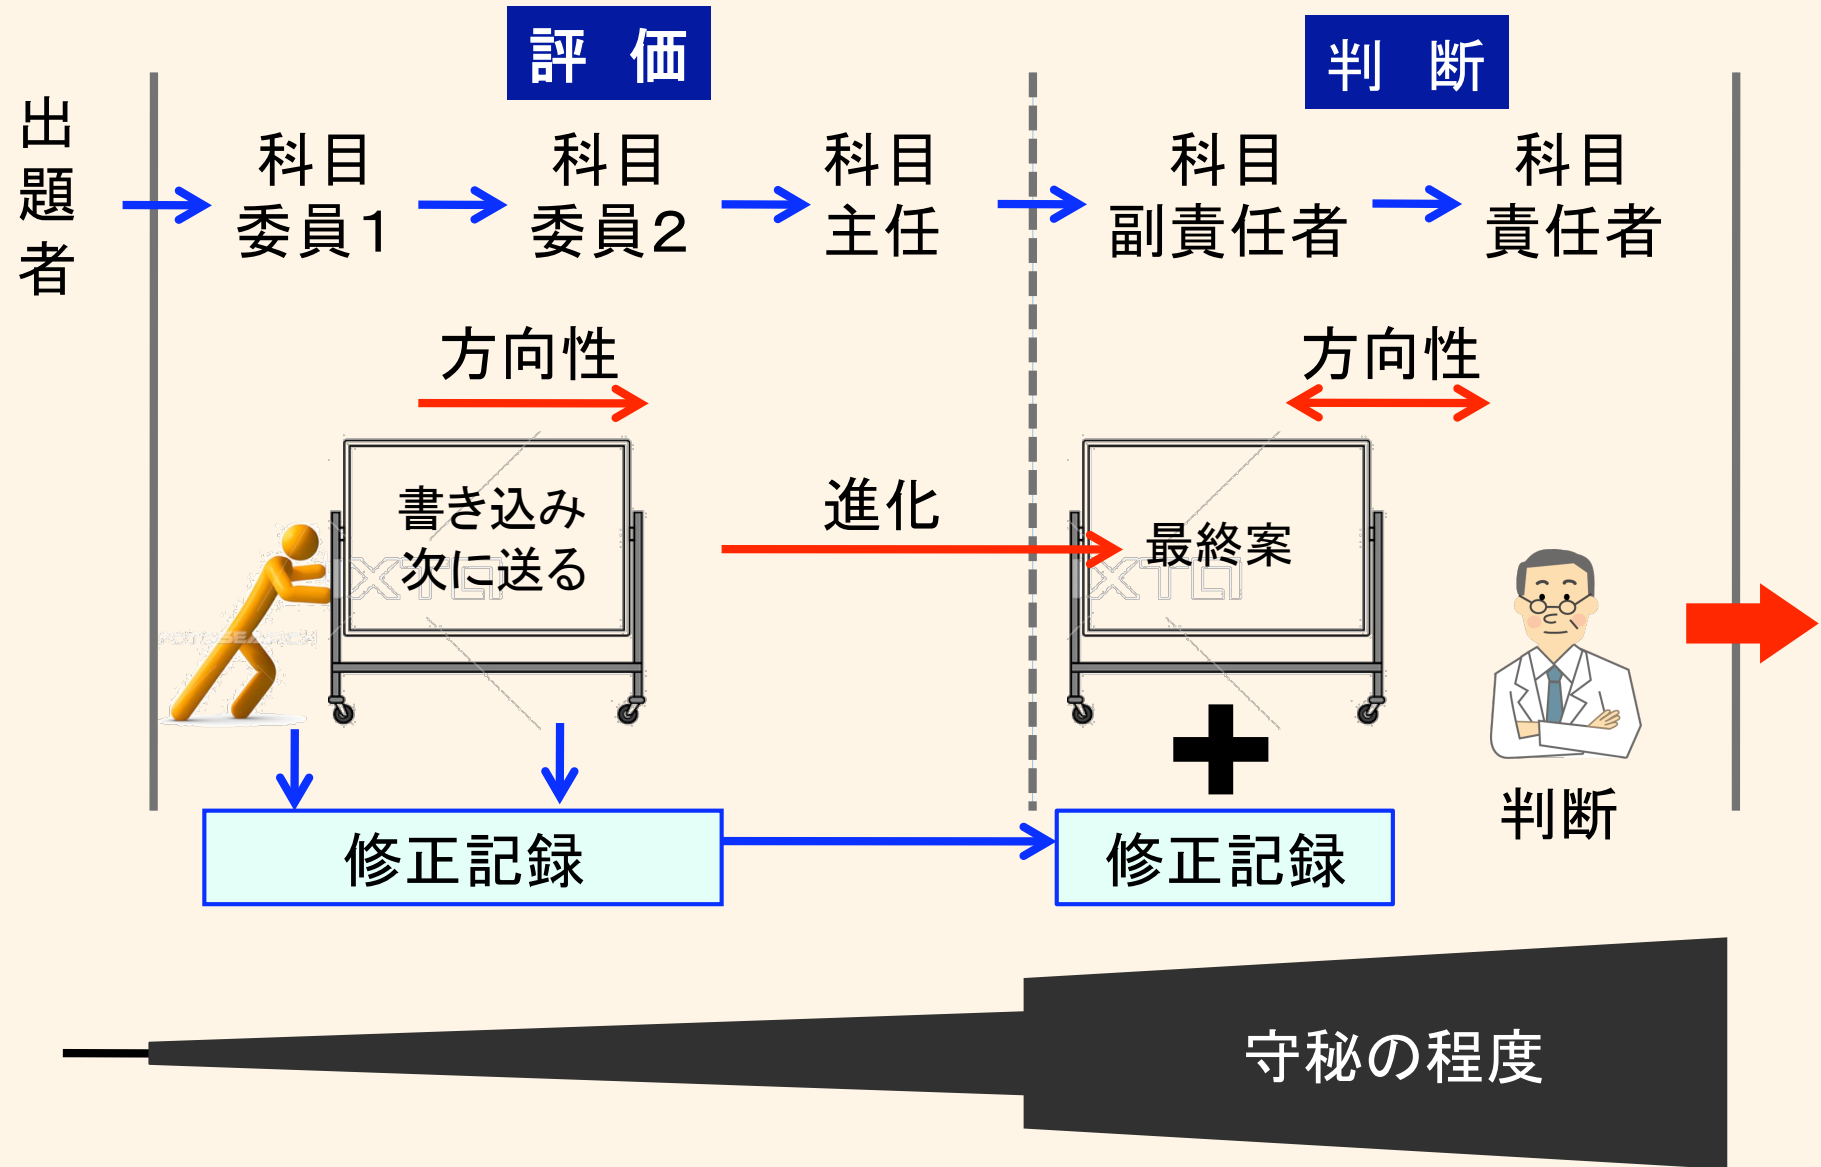 評 価
判 断
出題者
科目
委員１
科目
委員２
科目
主任
科目
副責任者
科目
責任者
方向性
方向性
書き込み
次に送る
進化
最終案
判断
修正記録
修正記録
守秘の程度